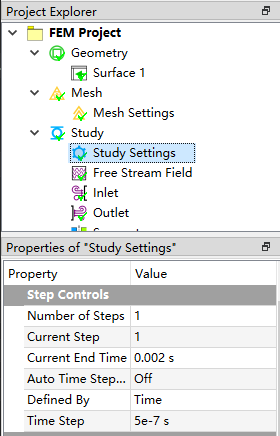 Project Explorer
FEM Project
Geometry
Surface 1
Mesh
Mesh Settings
Study
Study Settings
Free Stream Field
Inlet
Outlet
Properties of "Study Settings"
Property Value
Step Controls
Number of Steps 1
Current Step 1
Current End Time 0.002 s
Auto Time Step... Off
Defined By Time
Time Step 5e-7 s